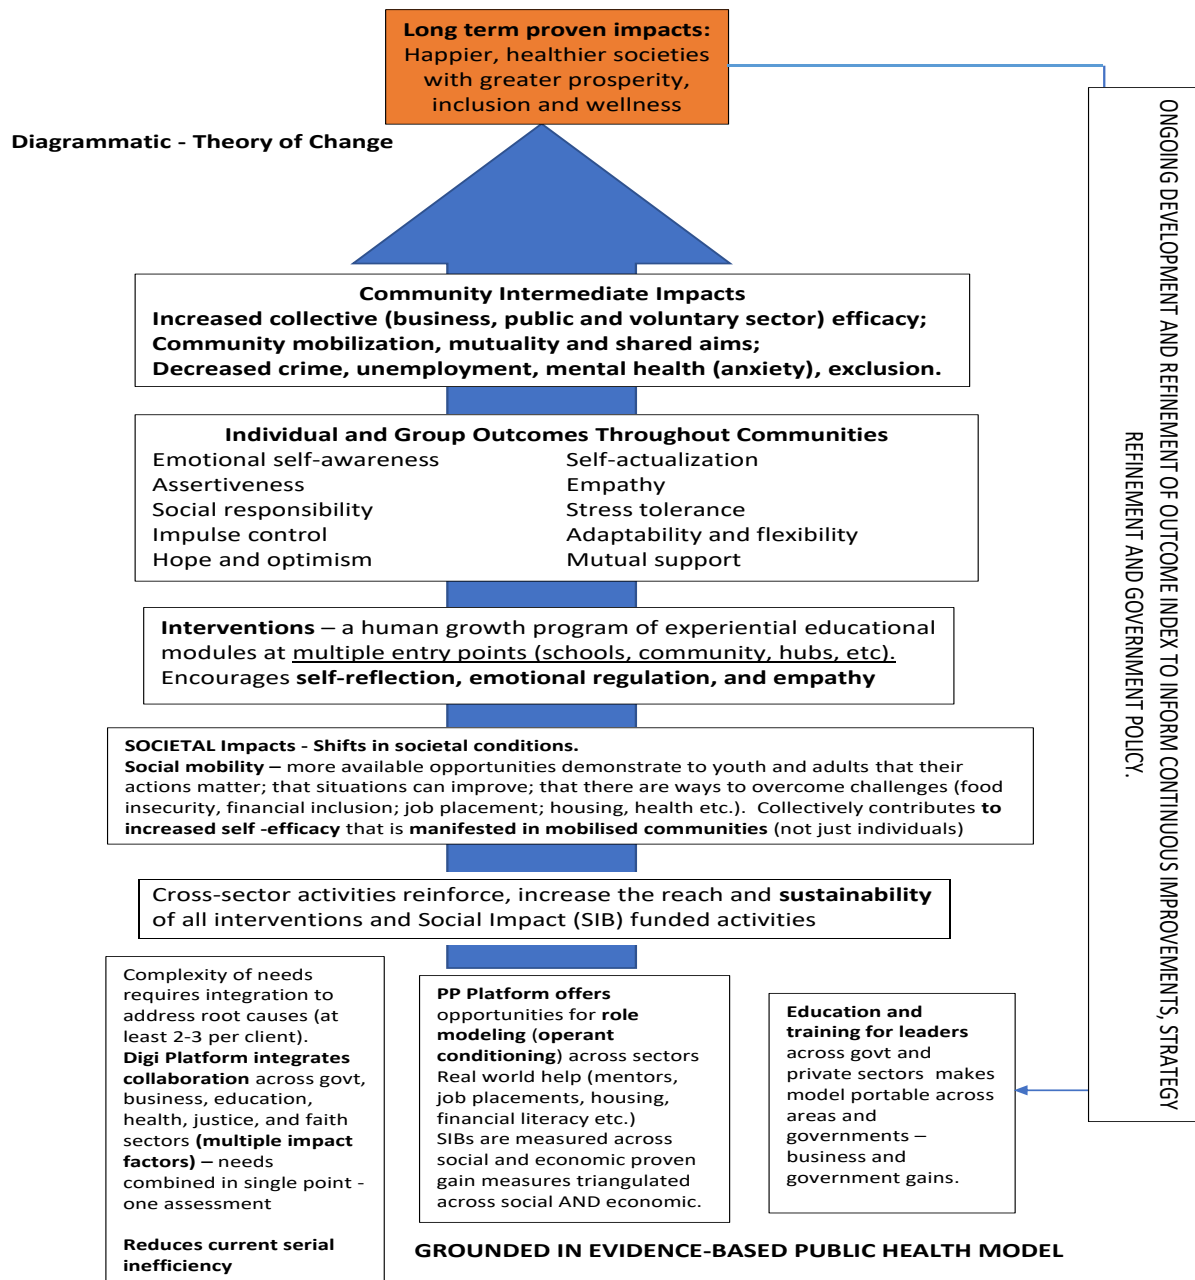 Long term proven impacts:
Happier, healthier societies
with greater prosperity,
inclusion and wellness
Diagrammatic - Theory of Change
Community Intermediate Impacts
Increased collective (business, public and voluntary sector) efficacy;
Community mobilization, mutuality and shared aims;
Decreased crime, unemployment, mental health (anxiety), exclusion.
Individual and Group Outcomes Throughout Communities
Emotional self-awareness
Assertiveness
Social responsibility
Impulse control
Hope and optimism
Self-actualization
Empathy
Stress tolerance
Adaptability and flexibility
Mutual support
Interventions – a human growth program of experiential educational
modules at multiple entry points (schools, community, hubs, etc).
Encourages self-reflection, emotional regulation, and empathy
SOCIETAL Impacts - Shifts in societal conditions.
Social mobility – more available opportunities demonstrate to youth and adults that their
actions matter; that situations can improve; that there are ways to overcome challenges (food
insecurity, financial inclusion; job placement; housing, health etc.). Collectively contributes to
increased self -efficacy that is manifested in mobilised communities (not just individuals)
Cross-sector activities reinforce, increase the reach and sustainability
of all interventions and Social Impact (SIB) funded activities
Complexity of needs
requires integration to
address root causes (at
least 2-3 per client).
Digi Platform integrates
collaboration across govt,
business, education,
health, justice, and faith
sectors (multiple impact
factors) – needs
combined in single point -
one assessment
Reduces current serial
inefficiency
PP Platform offers
opportunities for role
modeling (operant
conditioning) across sectors
Real world help (mentors,
job placements, housing,
financial literacy etc.)
SIBs are measured across
social and economic proven
gain measures triangulated
across social AND economic.
Education and
training for leaders
across govt and
private sectors makes
model portable across
areas and
governments –
business and
government gains.
GROUNDED IN EVIDENCE-BASED PUBLIC HEALTH MODEL
ONGOING DEVELOPMENT AND REFINEMENT OF OUTCOME INDEX TO INFORM CONTINUOUS IMPROVEMENTS, STRATEGY
REFINEMENT AND GOVERNMENT POLICY.